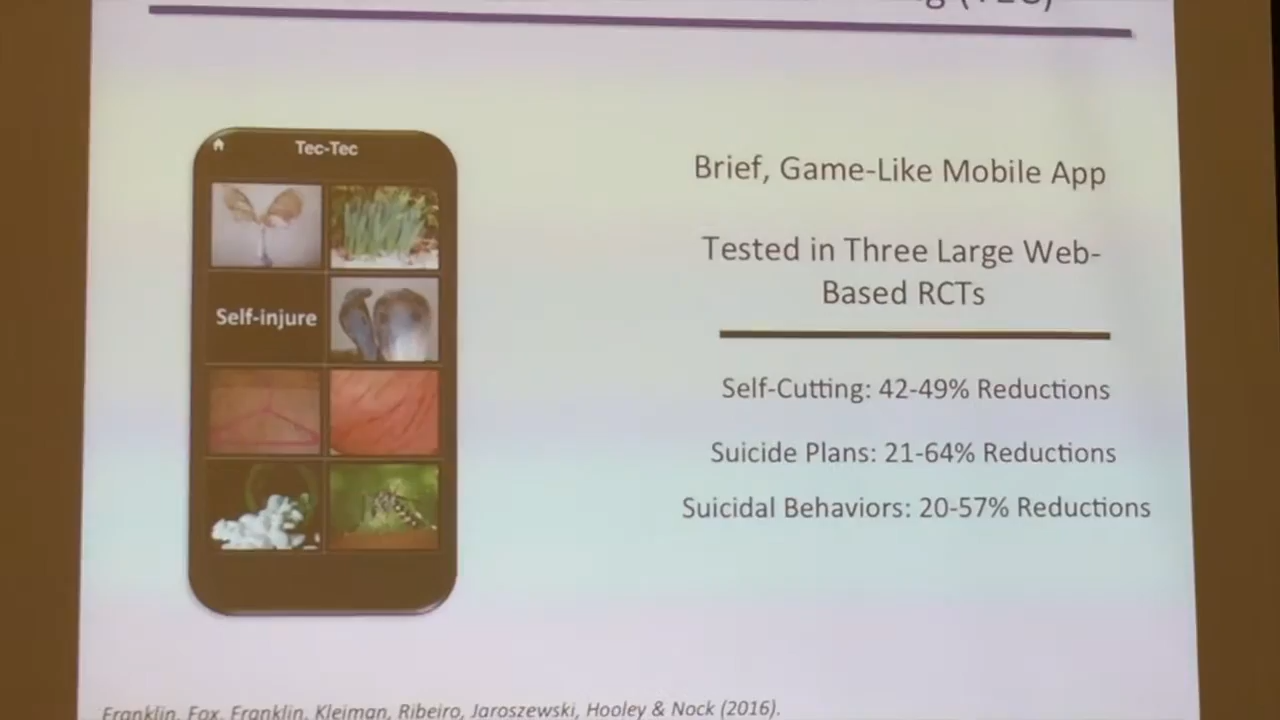 Tec-Tec
Self-injure
Brief, Game-Like Mobile App
Tested in Three Large Web-
Based RCTs
Self-Cutting: 42-49% Reductions
Suicide Plans: 21-64% Reductions
Suicidal Behaviors: 20-57% Reductions
Franklin, Fox, Franklin, Kleiman, Ribeiro, Jaroszewski, Hooley & Nock (2016).